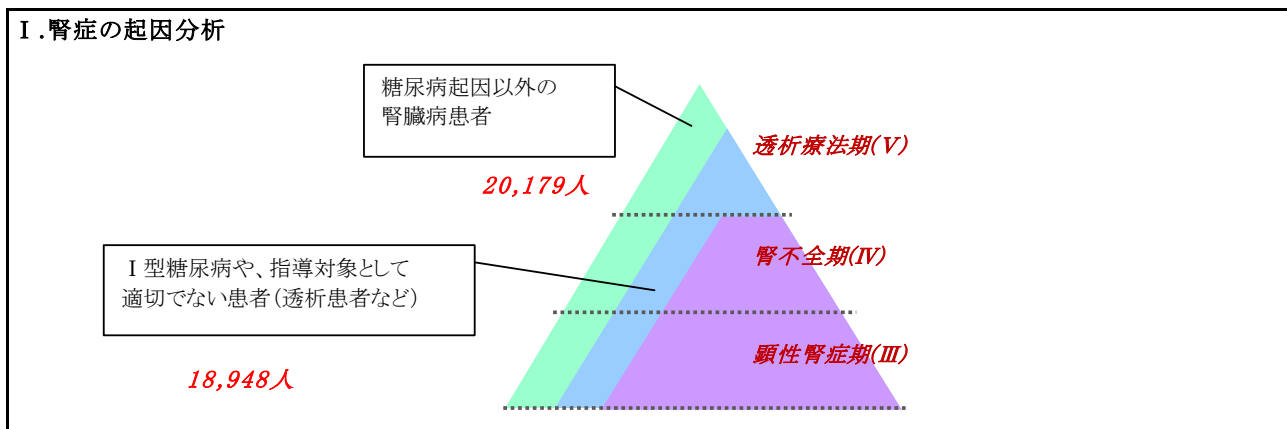 Ⅰ.腎症の起因分析
糖尿病起因以外の
腎臓病患者
透析療法期(Ⅴ)
20,179人
腎不全期(Ⅳ)
Ⅰ型糖尿病や、指導対象として
適切でない患者(透析患者など)
顕性腎症期(Ⅲ)
18,948人